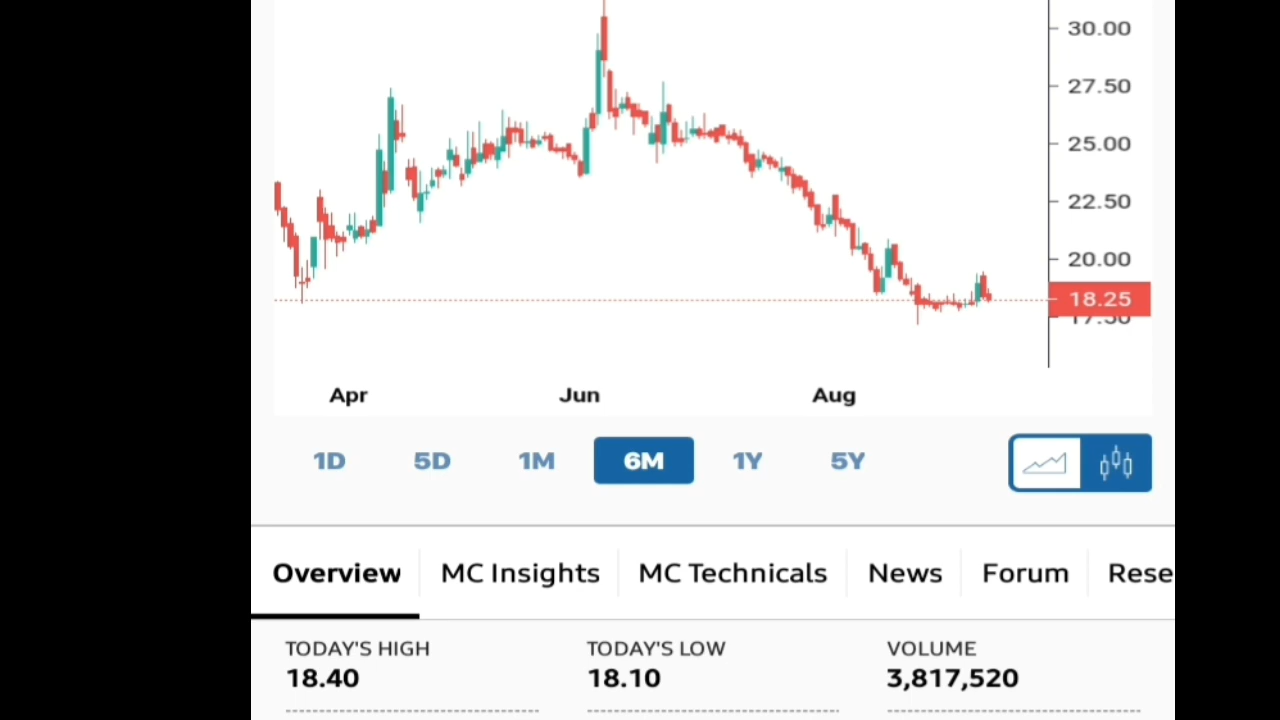 30.00
27.50
25.00
22.50
20.00
18.25
17.50
Apr Jun Aug
1D 5D 1M 6M 1Y 5Y
Overview MC Insights MC Technicals News Forum Rese
TODAY'S HIGH TODAY'S LOW VOLUME
18.40 18.10 3,817,520